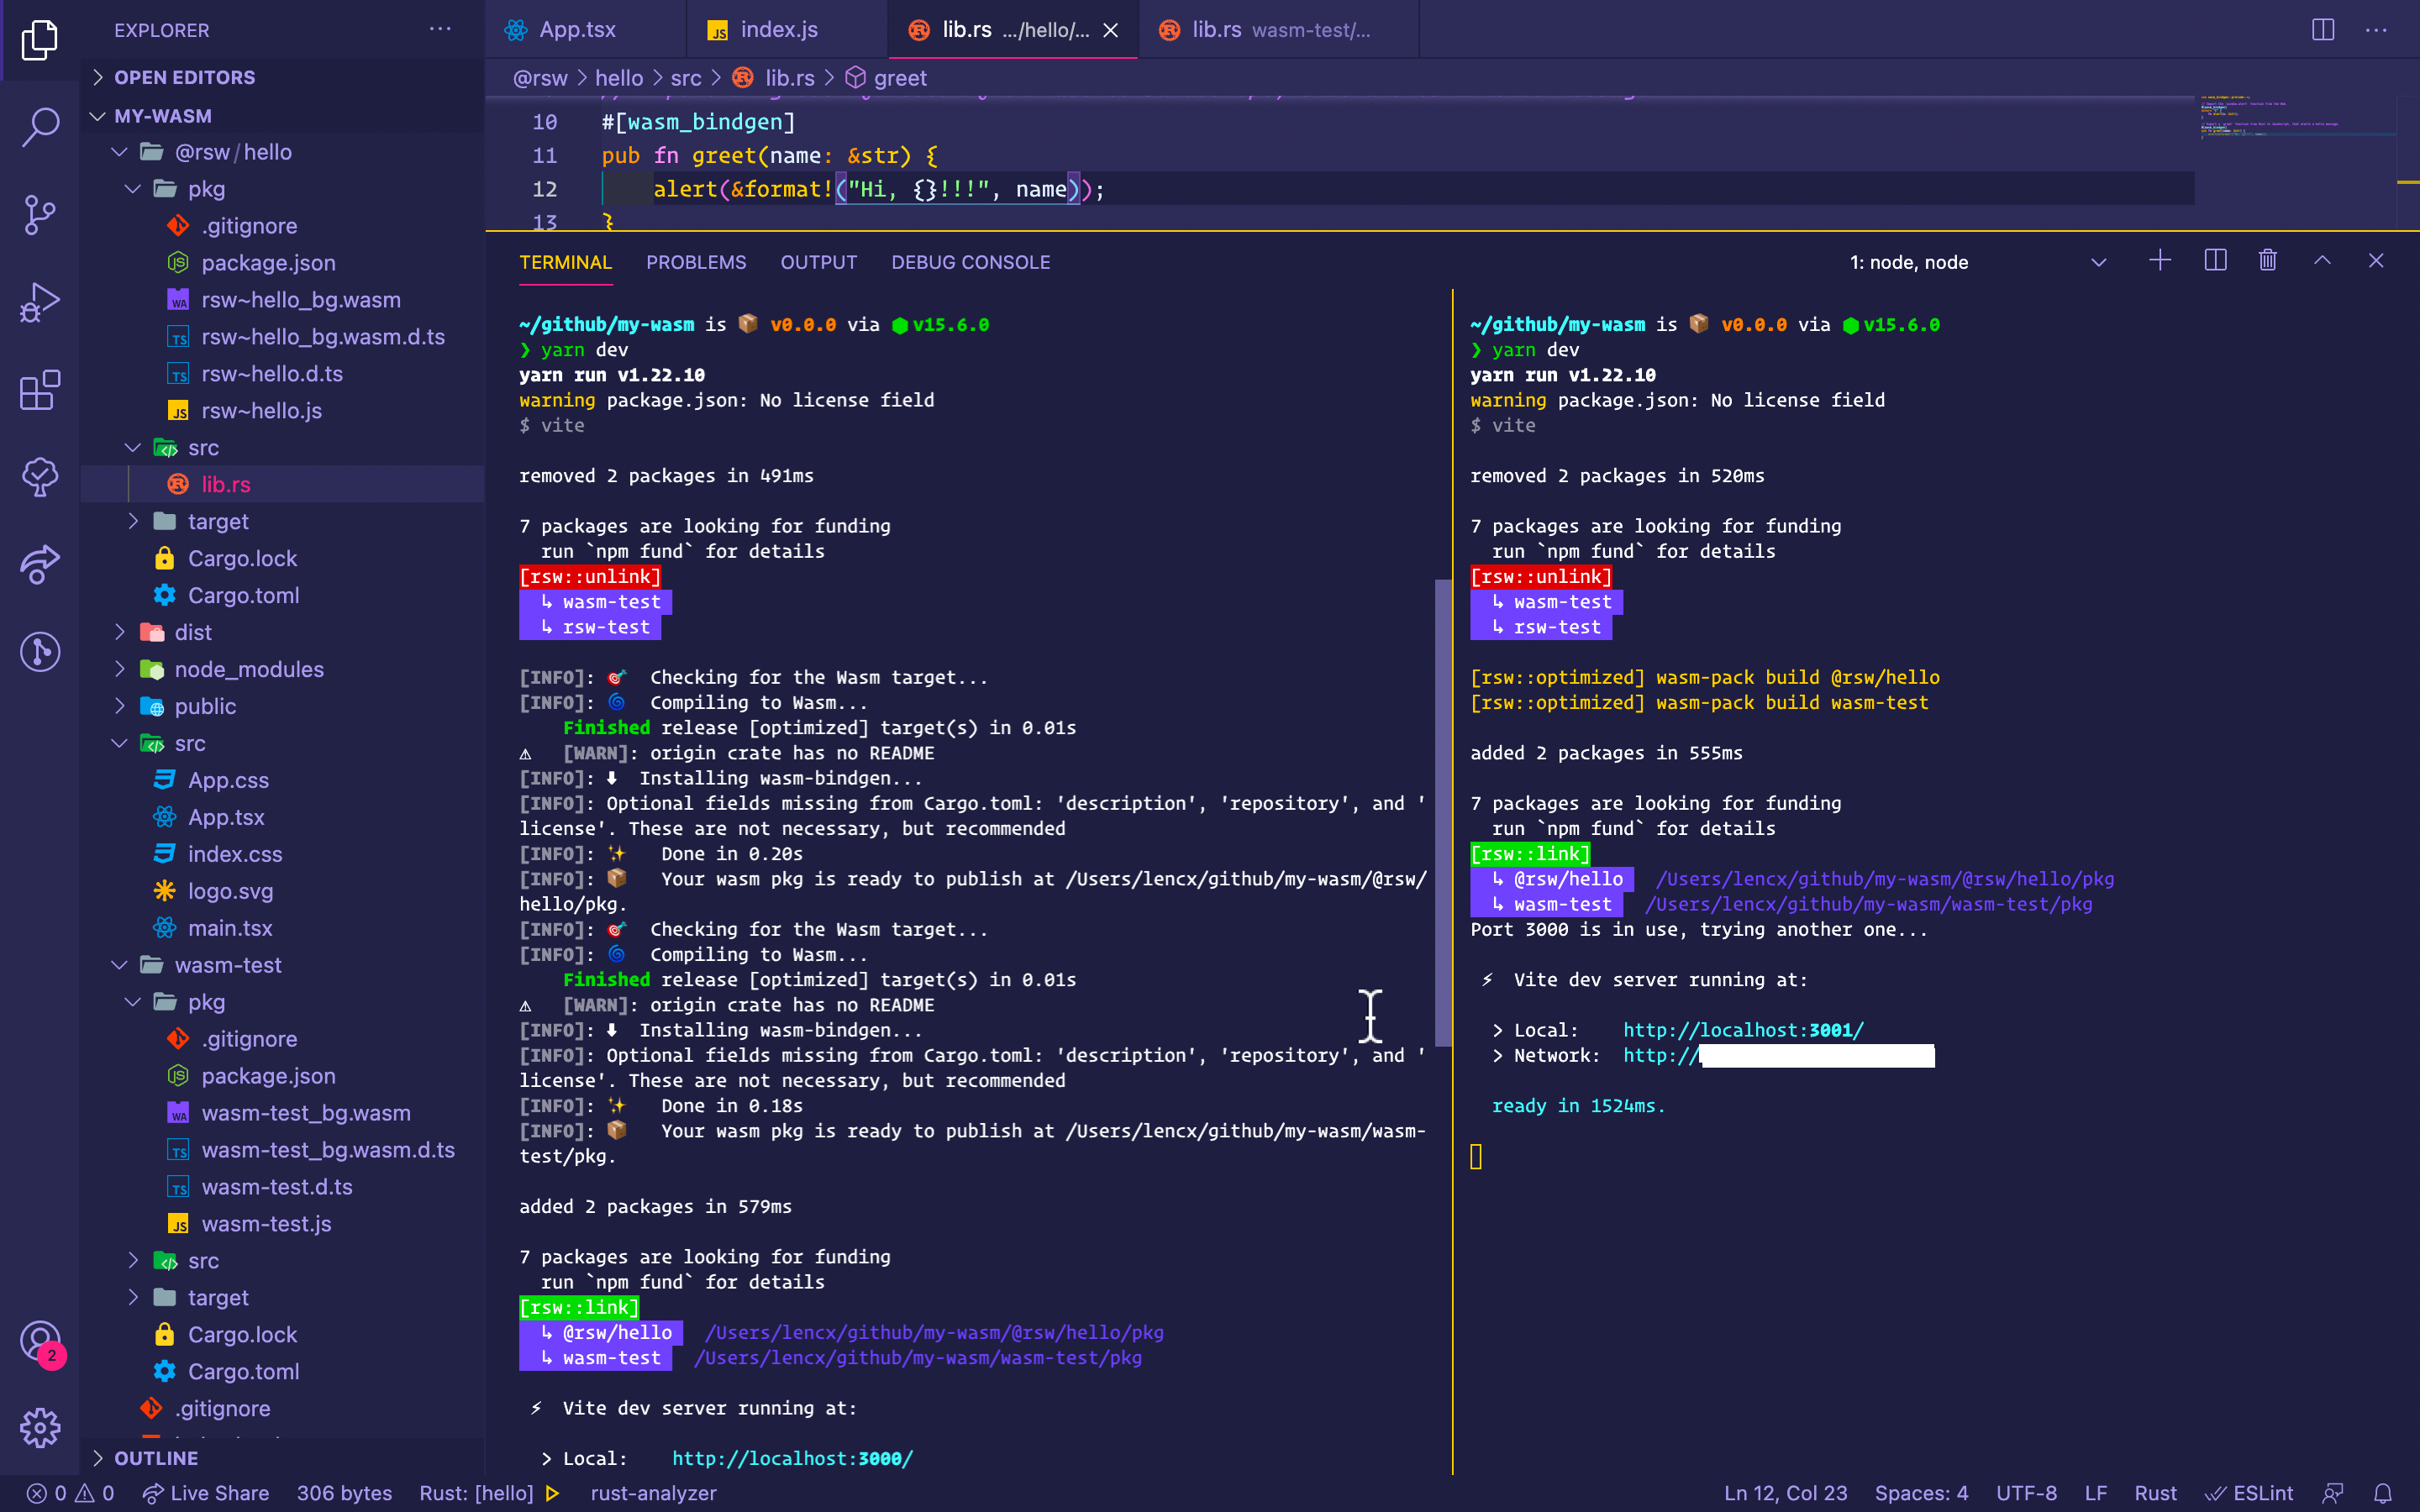 EXPLORER
OPEN EDITORS
MY-WASM
@rsw/hello
pkg
.gitignore
package.json
rsw~hello_bg.wasm
rsw~hello_bg.wasm.d.ts
rsw~hello.d.ts
rsw~hello.js
src
lib.rs
target
Cargo.lock
Cargo.toml
dist
node_modules
public
src
App.css
App.tsx
index.css
logo.svg
main.tsx
wasm-test
pkg
.gitignore
package.json
wasm-test_bg.wasm
wasm-test_bg.wasm.d.ts
wasm-test.d.ts
wasm-test.js
src
target
Cargo.lock
Cargo.toml
.gitignore
OUTLINE
App.tsx
JS index.js
lib.rs .../hello/...
lib.rs wasm-test/...
@rsw > hello > src > lib.rs > greet
10 #[wasm_bindgen]
11 pub fn greet(name: &str) {
12 alert(&format!("Hi, {}!!!", name));
13 }
TERMINAL PROBLEMS OUTPUT DEBUG CONSOLE 1: node, node
~/github/my-wasm is 📦 v0.0.0 via ⬢ v15.6.0
❯ yarn dev
yarn run v1.22.10
warning package.json: No license field
$ vite
removed 2 packages in 491ms
7 packages are looking for funding
run `npm fund` for details
[rsw::unlink]
↳ wasm-test
↳ rsw-test
[INFO]: 🎯 Checking for the Wasm target...
[INFO]: 🌀 Compiling to Wasm...
Finished release [optimized] target(s) in 0.01s
⚠ [WARN]: origin crate has no README
[INFO]: ⬇ Installing wasm-bindgen...
[INFO]: Optional fields missing from Cargo.toml: 'description', 'repository', and '
license'. These are not necessary, but recommended
[INFO]: ✨ Done in 0.20s
[INFO]: 📦 Your wasm pkg is ready to publish at /Users/lencx/github/my-wasm/@rsw/
hello/pkg.
[INFO]: 🎯 Checking for the Wasm target...
[INFO]: 🌀 Compiling to Wasm...
Finished release [optimized] target(s) in 0.01s
⚠ [WARN]: origin crate has no README
[INFO]: ⬇ Installing wasm-bindgen...
[INFO]: Optional fields missing from Cargo.toml: 'description', 'repository', and '
license'. These are not necessary, but recommended
[INFO]: ✨ Done in 0.18s
[INFO]: 📦 Your wasm pkg is ready to publish at /Users/lencx/github/my-wasm/wasm-
test/pkg.
added 2 packages in 579ms
7 packages are looking for funding
run `npm fund` for details
[rsw::link]
↳ @rsw/hello /Users/lencx/github/my-wasm/@rsw/hello/pkg
↳ wasm-test /Users/lencx/github/my-wasm/wasm-test/pkg
⚡ Vite dev server running at:
> Local: http://localhost:3000/
~/github/my-wasm is 📦 v0.0.0 via ⬢ v15.6.0
❯ yarn dev
yarn run v1.22.10
warning package.json: No license field
$ vite
removed 2 packages in 520ms
7 packages are looking for funding
run `npm fund` for details
[rsw::unlink]
↳ wasm-test
↳ rsw-test
[rsw::optimized] wasm-pack build @rsw/hello
[rsw::optimized] wasm-pack build wasm-test
added 2 packages in 555ms
7 packages are looking for funding
run `npm fund` for details
[rsw::link]
↳ @rsw/hello /Users/lencx/github/my-wasm/@rsw/hello/pkg
↳ wasm-test /Users/lencx/github/my-wasm/wasm-test/pkg
Port 3000 is in use, trying another one...
⚡ Vite dev server running at:
> Local: http://localhost:3001/
> Network: http://
ready in 1524ms.
2
0 0 Live Share 306 bytes Rust: [hello] rust-analyzer
Ln 12, Col 23 Spaces: 4 UTF-8 LF Rust ESLint